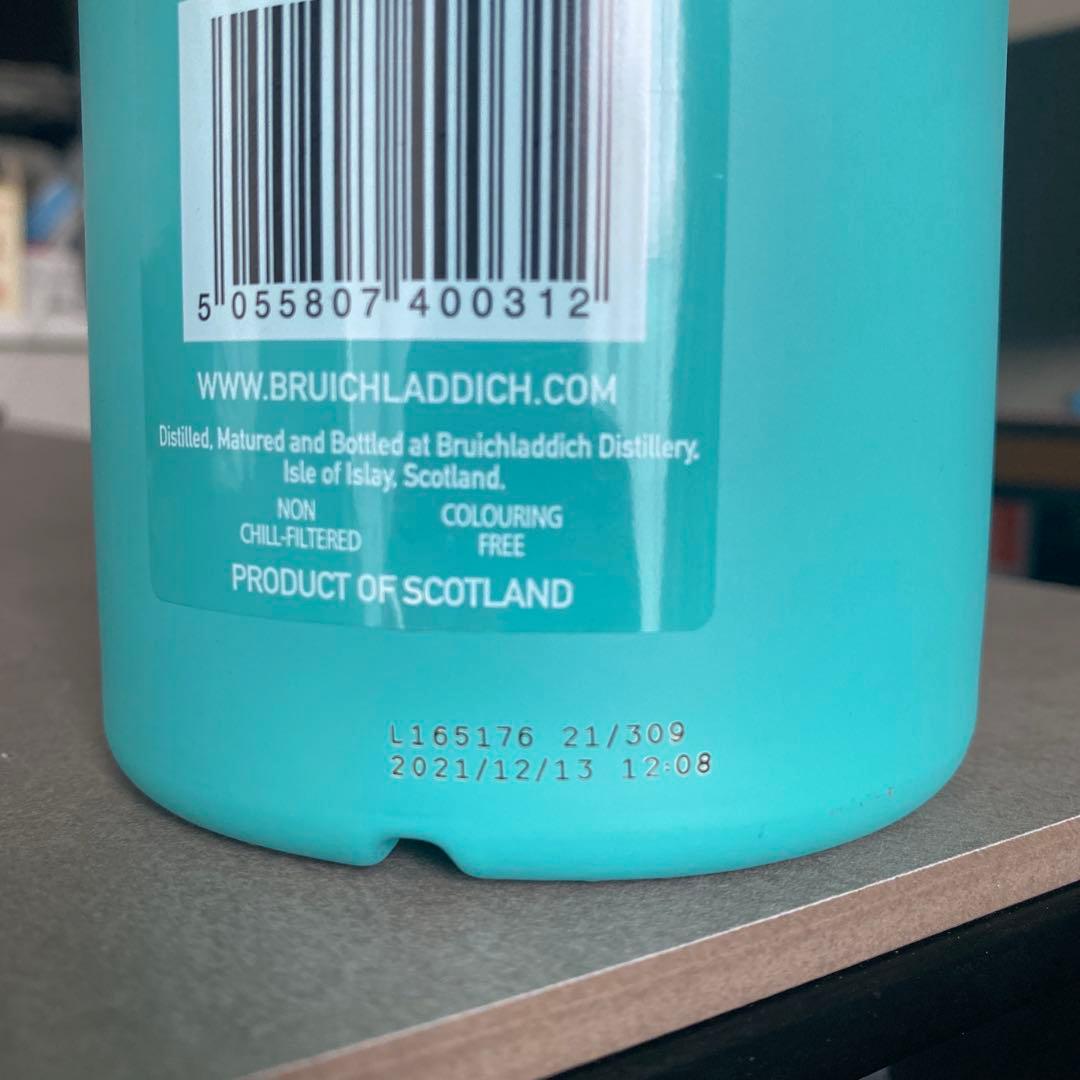 5 055807 400312
WWW.BRUICHLADDICH.COM
Distilled, Matured and Bottled at Bruichladdich Distillery,
Isle of Islay, Scotland.
NON COLOURING
CHILL-FILTERED FREE
PRODUCT OF SCOTLAND
L165176 21/309
2021/12/13 12:08